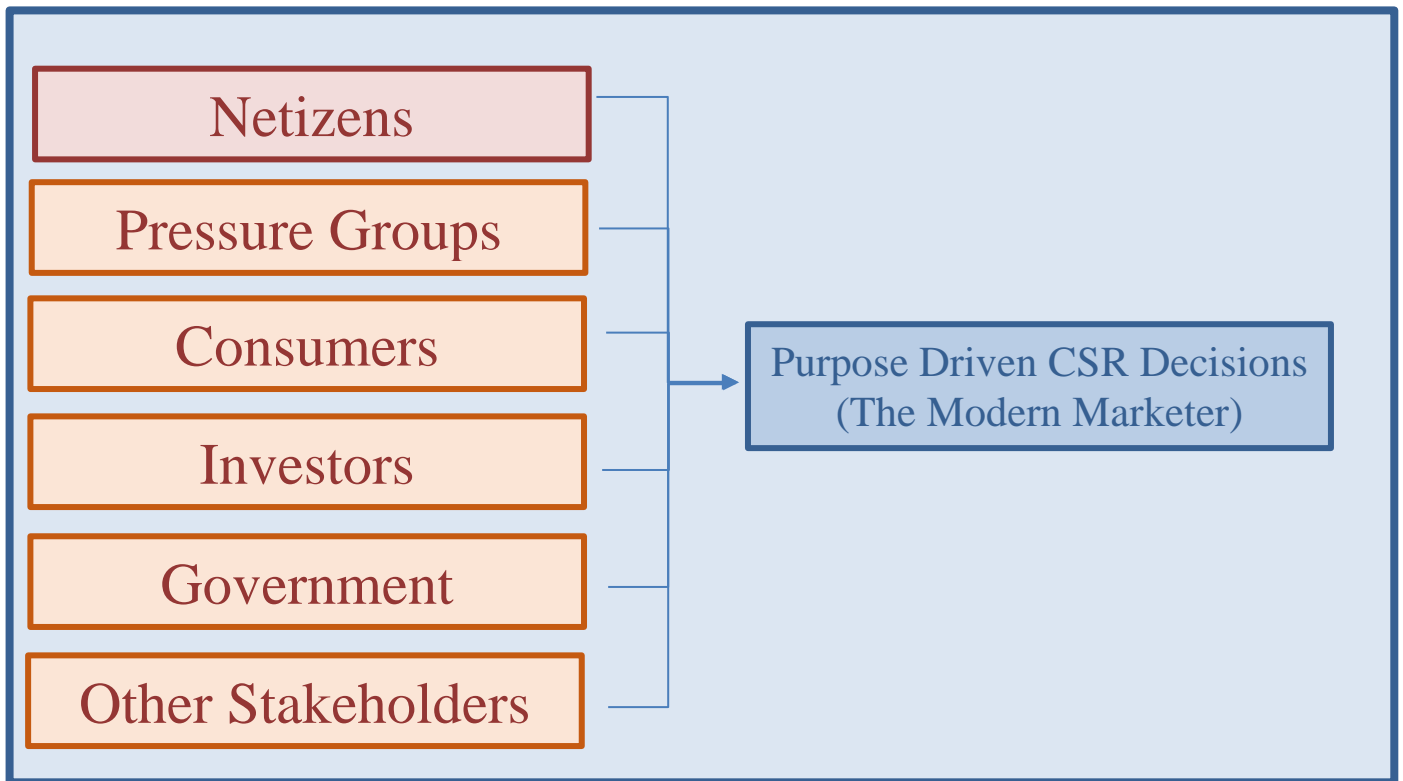 Netizens
Pressure Groups
Consumers
Investors
Government
Other Stakeholders
Purpose Driven CSR Decisions
(The Modern Marketer)